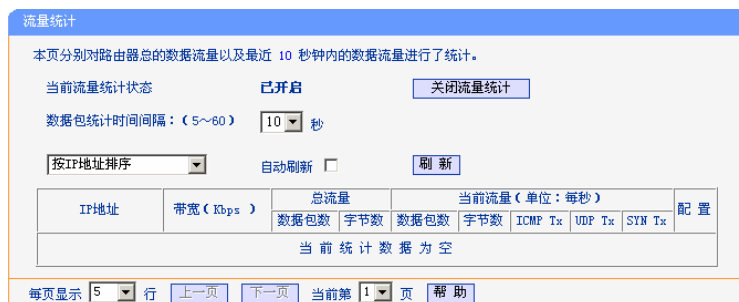 流量统计
本页分别对路由器总的数据流量以及最近 10 秒钟内的数据流量进行了统计。
当前流量统计状态 已开启 关闭流量统计
数据包统计时间间隔：(5～60) 10 秒
按IP地址排序 自动刷新 刷 新
IP地址 带宽(Kbps ) 总流量 当前流量(单位：每秒) 配 置
数据包数 字节数 数据包数 字节数 ICMP Tx UDP Tx SYN Tx
当 前 统 计 数 据 为 空
每页显示 5 行 上一页 下一页 当前第 1 页 帮 助